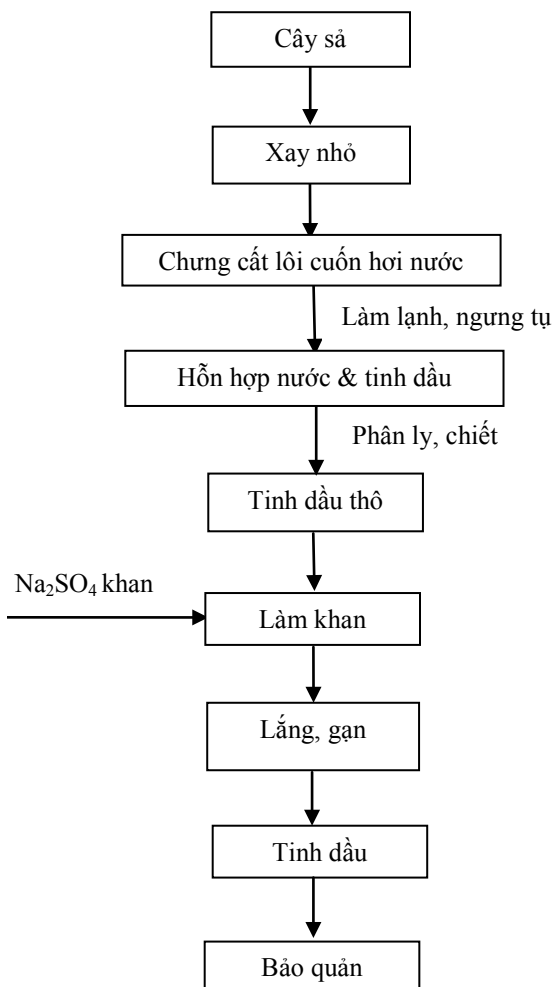 Cây sả
Xay nhỏ
Chưng cất lôi cuốn hơi nước
Làm lạnh, ngưng tụ
Hỗn hợp nước & tinh dầu
Phân ly, chiết
Tinh dầu thô
Na₂SO₄ khan
Làm khan
Lắng, gạn
Tinh dầu
Bảo quản